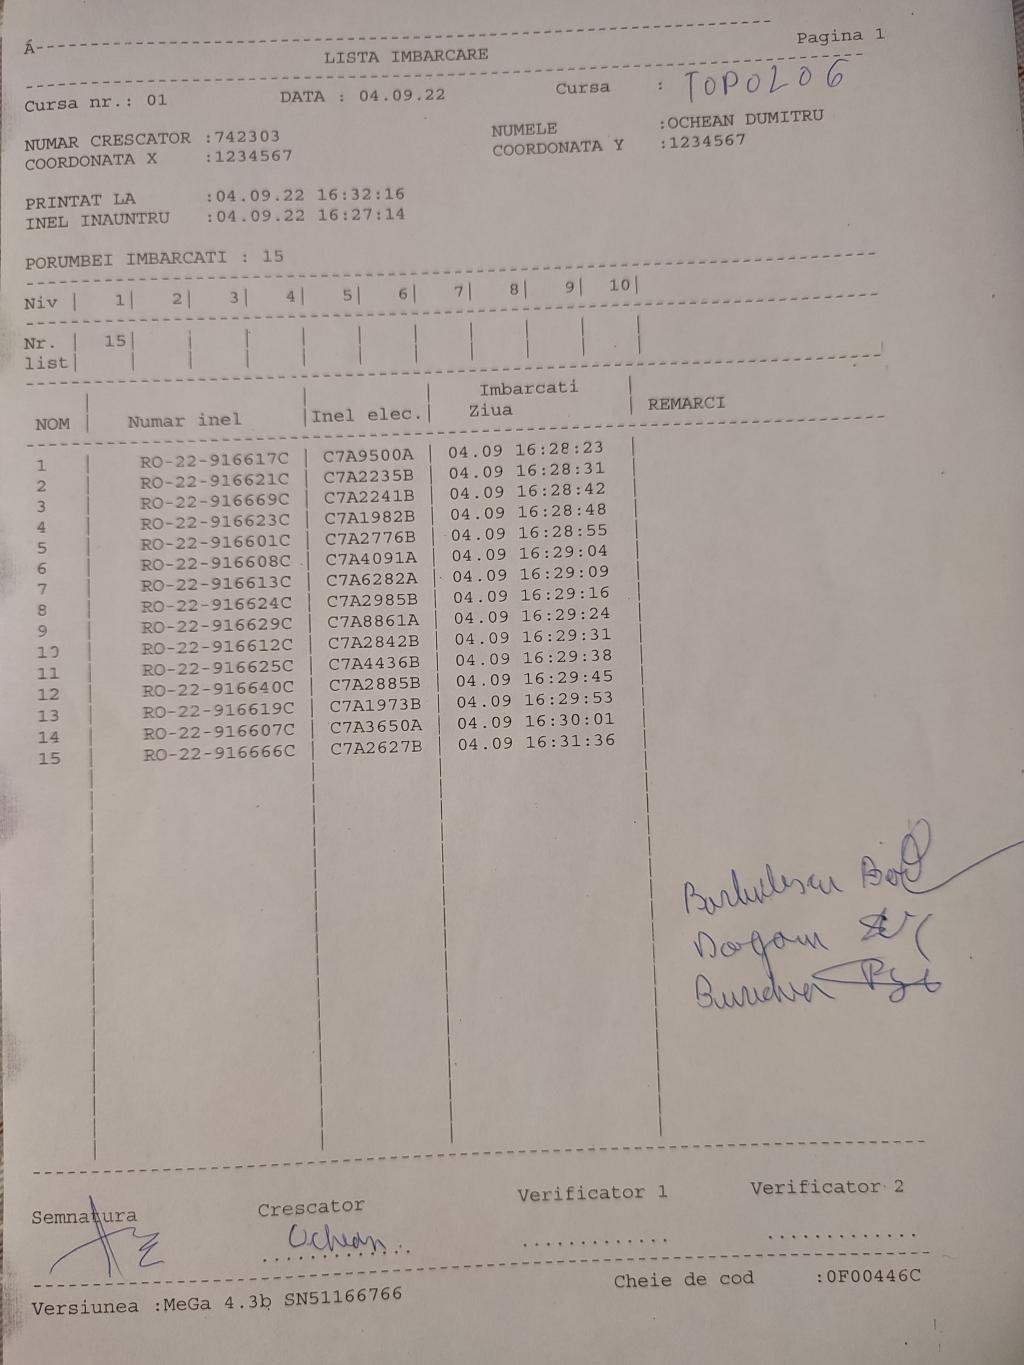 Á--------------------------------------------------
LISTA IMBARCARE Pagina 1
Cursa nr.: 01 DATA : 04.09.22 Cursa : TOPOLOG
NUMAR CRESCATOR :742303 NUMELE :OCHEAN DUMITRU
COORDONATA X :1234567 COORDONATA Y :1234567
PRINTAT LA :04.09.22 16:32:16
INEL INAUNTRU :04.09.22 16:27:14
PORUMBEI IMBARCATI : 15
Niv | 1| 2| 3| 4| 5| 6| 7| 8| 9| 10|
Nr. | 15| | | | | | | | | |
list| | | | | | | | | | |
Imbarcati
NOM | Numar inel |Inel elec.| Ziua | REMARCI
1 | RO-22-916617C | C7A9500A | 04.09 16:28:23
2 | RO-22-916621C | C7A2235B | 04.09 16:28:31
3 | RO-22-916669C | C7A2241B | 04.09 16:28:42
4 | RO-22-916623C | C7A1982B | 04.09 16:28:48
5 | RO-22-916601C | C7A2776B | 04.09 16:28:55
6 | RO-22-916608C | C7A4091A | 04.09 16:29:04
7 | RO-22-916613C | C7A6282A | 04.09 16:29:09
8 | RO-22-916624C | C7A2985B | 04.09 16:29:16
9 | RO-22-916629C | C7A8861A | 04.09 16:29:24
10 | RO-22-916612C | C7A2842B | 04.09 16:29:31
11 | RO-22-916625C | C7A4436B | 04.09 16:29:38
12 | RO-22-916640C | C7A2885B | 04.09 16:29:45
13 | RO-22-916619C | C7A1973B | 04.09 16:29:53
14 | RO-22-916607C | C7A3650A | 04.09 16:30:01
15 | RO-22-916666C | C7A2627B | 04.09 16:31:36
Semnatura Crescator Verificator 1 Verificator 2
Ochean
Versiunea :MeGa 4.3b SN51166766 Cheie de cod :0F00446C